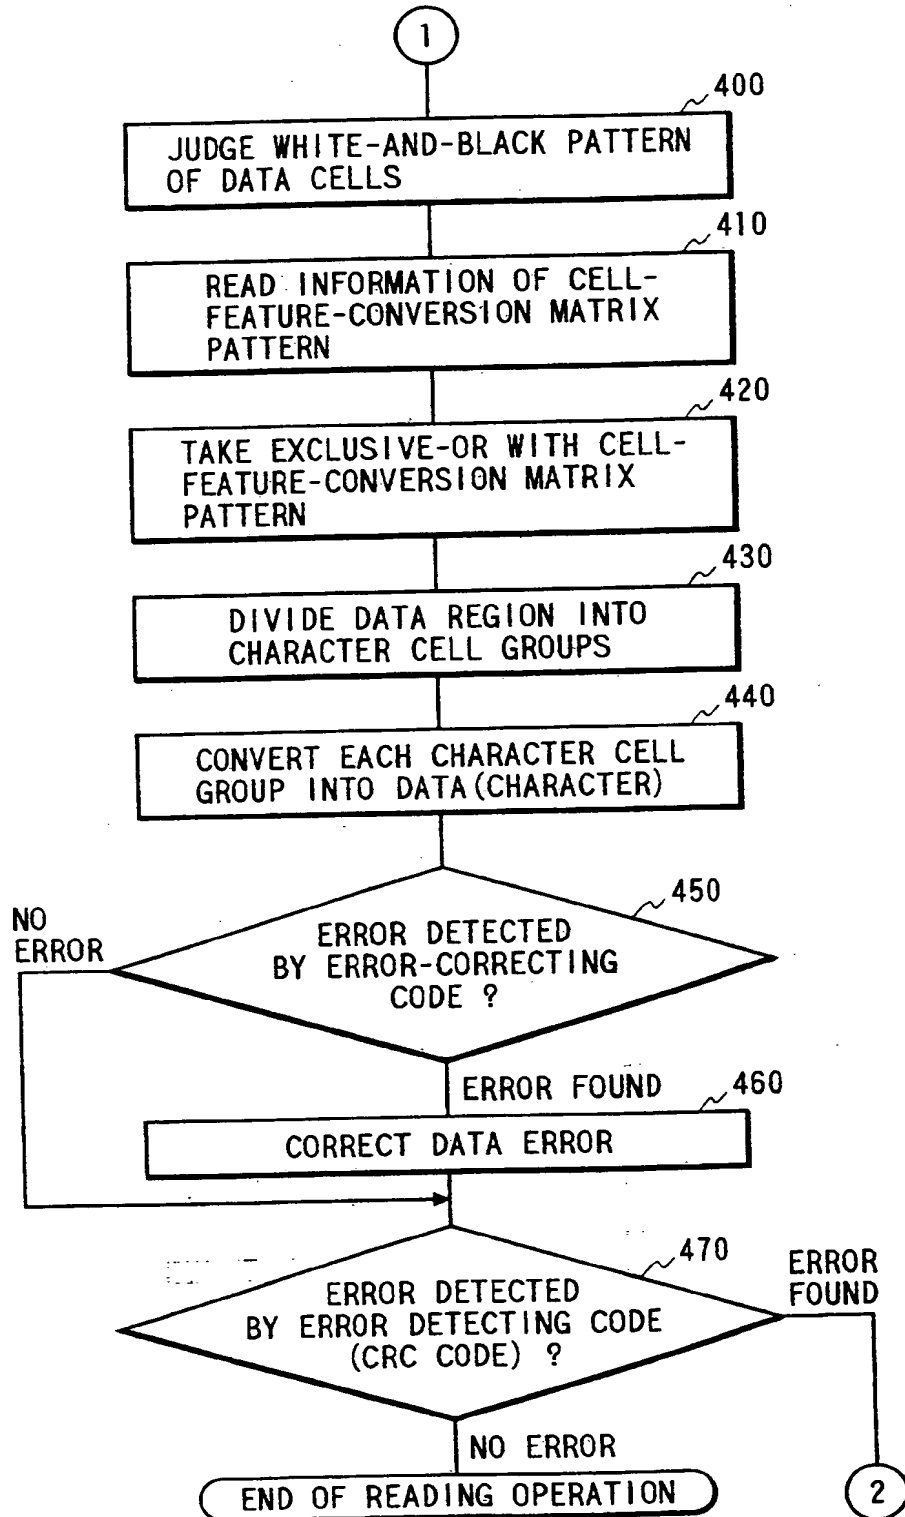 1
400
JUDGE WHITE-AND-BLACK PATTERN
OF DATA CELLS
410
READ INFORMATION OF CELL-
FEATURE-CONVERSION MATRIX
PATTERN
420
TAKE EXCLUSIVE-OR WITH CELL-
FEATURE-CONVERSION MATRIX
PATTERN
430
DIVIDE DATA REGION INTO
CHARACTER CELL GROUPS
440
CONVERT EACH CHARACTER CELL
GROUP INTO DATA(CHARACTER)
450
NO
ERROR
ERROR DETECTED
BY ERROR-CORRECTING
CODE ?
ERROR FOUND
460
CORRECT DATA ERROR
470
ERROR
FOUND
ERROR DETECTED
BY ERROR DETECTING CODE
(CRC CODE) ?
NO ERROR
END OF READING OPERATION
2